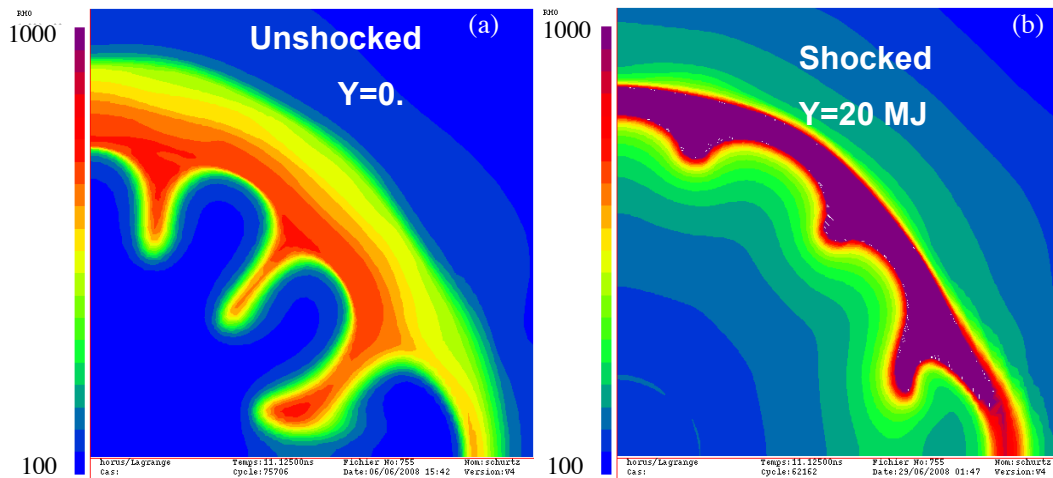 RHO
1000
100
(a)
Unshocked
Y=0.
horus/Lagrange Temps:11.12500ns Fichier No:755 Nom:schurtz
Cas: Cycle:75706 Date:06/06/2008 15:42 Version:V4
RHO
1000
100
(b)
Shocked
Y=20 MJ
horus/Lagrange Temps:11.12500ns Fichier No:755 Nom:schurtz
Cas: Cycle:62162 Date:29/06/2008 01:47 Version:V4